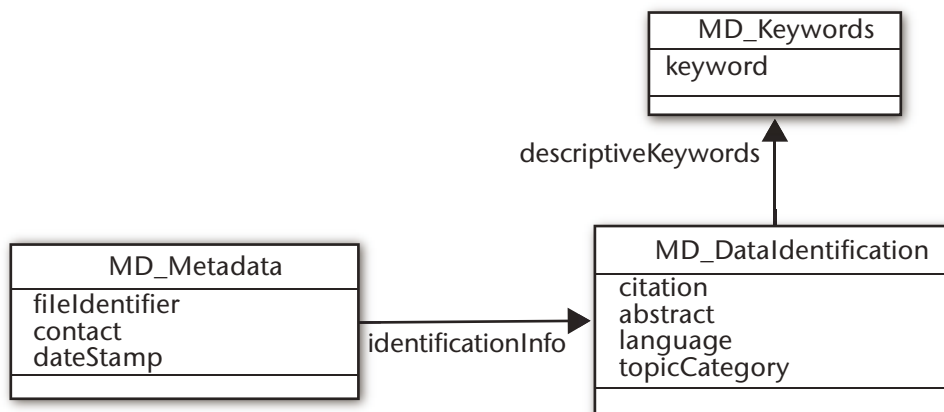 MD_Keywords
keyword
descriptiveKeywords
MD_Metadata
fileIdentifier
contact
dateStamp
identificationInfo
MD_DataIdentification
citation
abstract
language
topicCategory